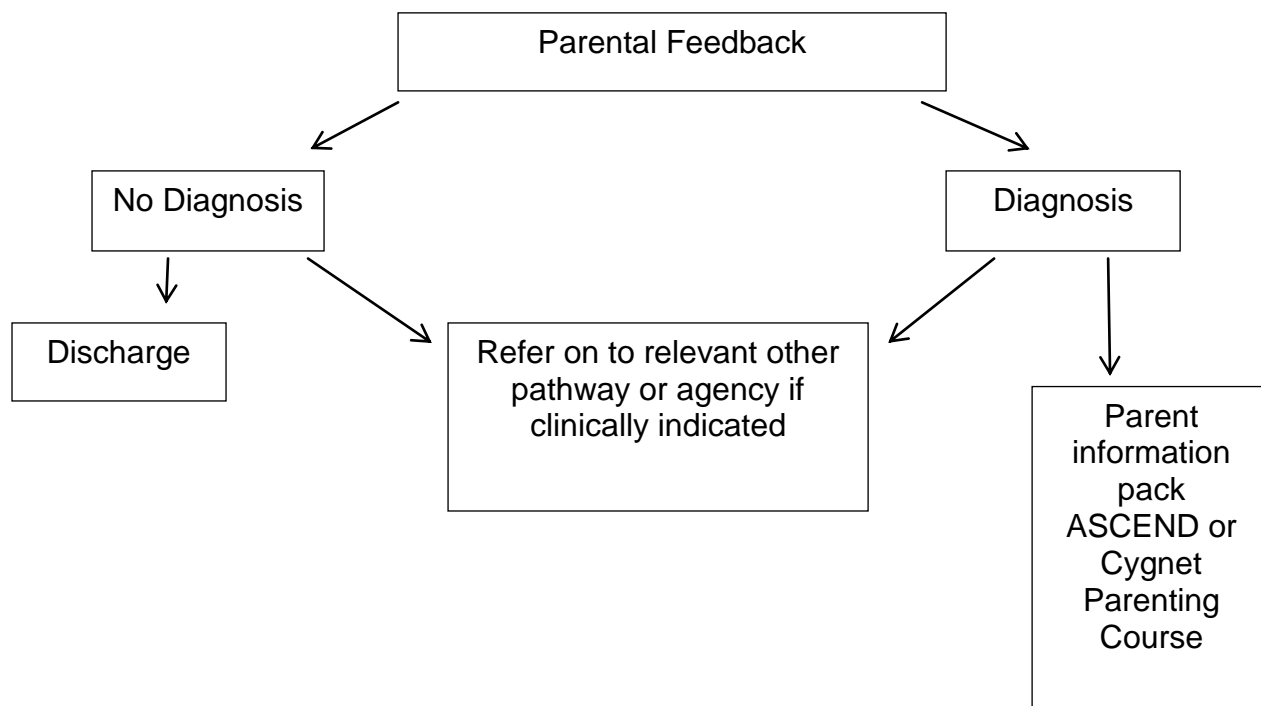 Parental Feedback
No Diagnosis
Diagnosis
Discharge
Refer on to relevant other
pathway or agency if
clinically indicated
Parent
information
pack
ASCEND or
Cygnet
Parenting
Course